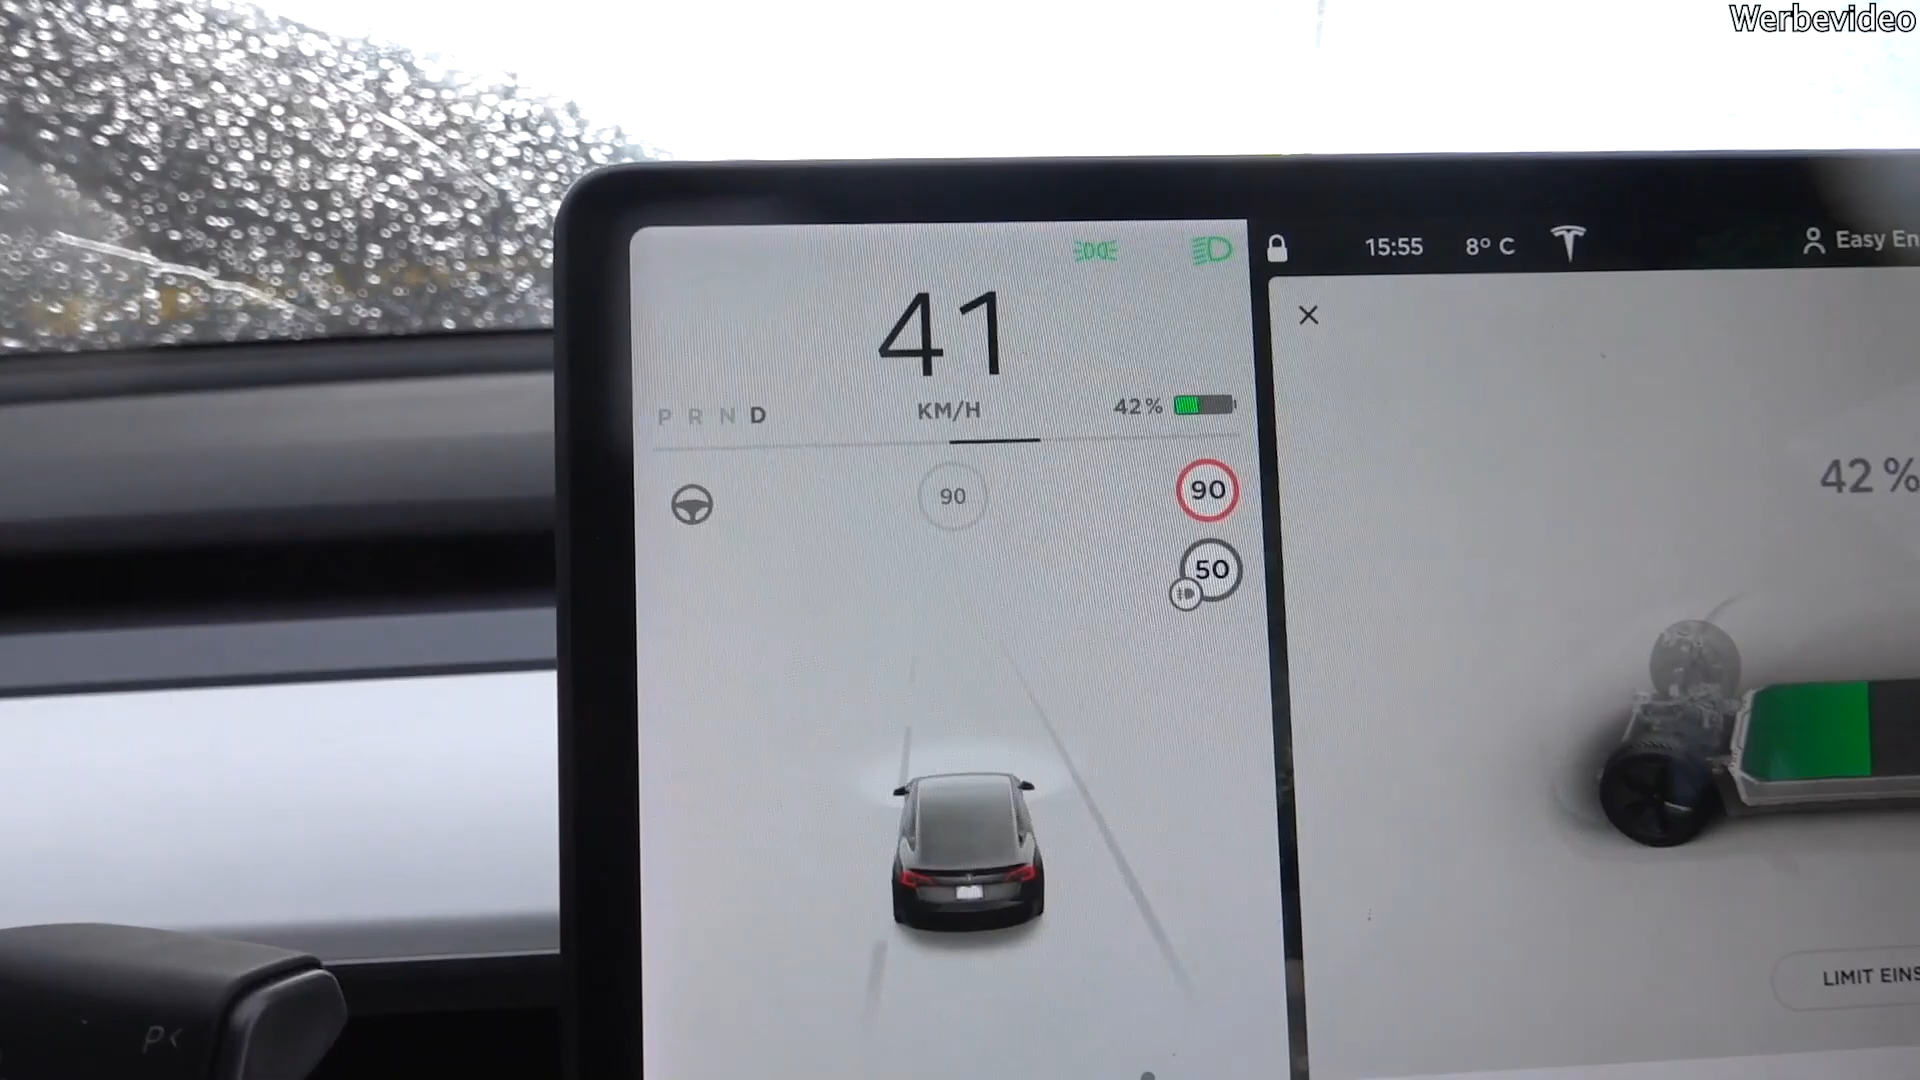 Werbevideo
15:55 8° C Easy En
41
KM/H
P R N D
42 %
90
90
50
42 %
LIMIT EINS
P<